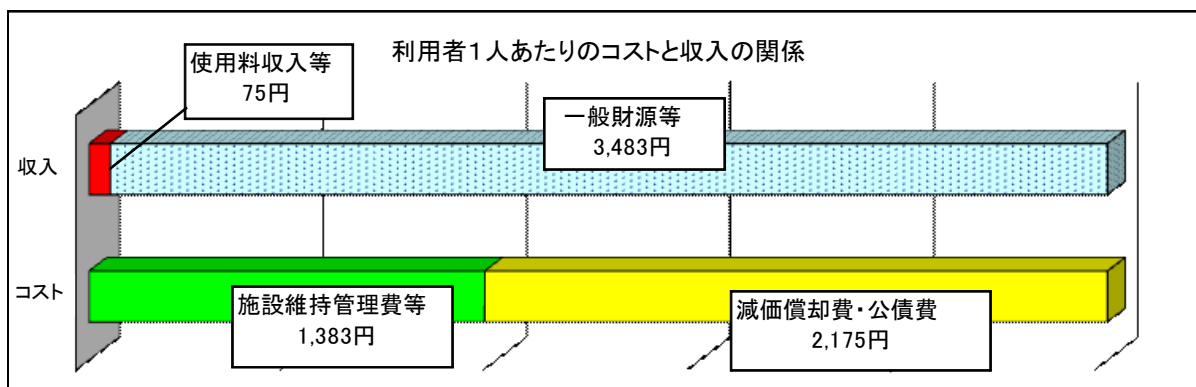 利用者１人あたりのコストと収入の関係
使用料収入等
75円
一般財源等
3,483円
収入
コスト
施設維持管理費等
1,383円
減価償却費・公債費
2,175円